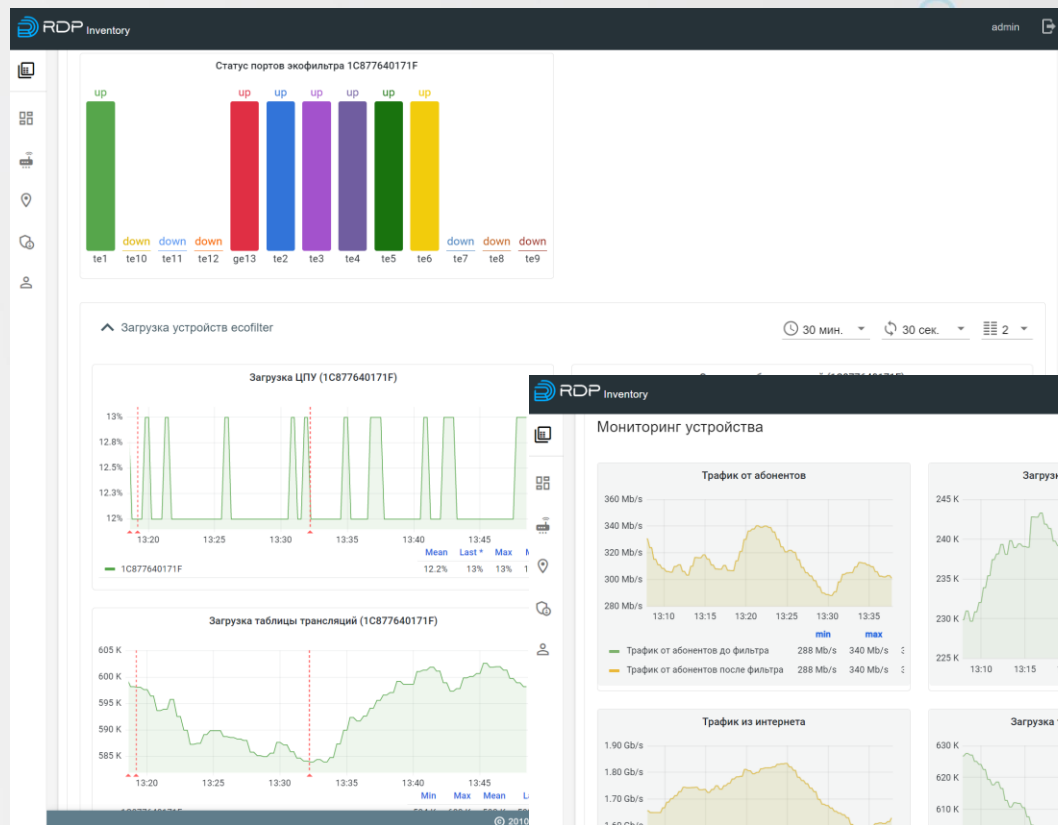 RDP Inventory
admin
Статус портов экофильтра 1C877640171F
up up up up up up up
down down down down down down
te1 te10 te11 te12 ge13 te2 te3 te4 te5 te6 te7 te8 te9
Загрузка устройств ecofilter
30 мин.
30 сек.
2
Загрузка ЦПУ (1C877640171F)
13%
12.8%
12.5%
12.3%
12%
13:20 13:25 13:30 13:35 13:40 13:45
Mean Last * Max
1C877640171F 12.2% 13% 13%
Загрузка таблицы трансляций (1C877640171F)
605 K
600 K
595 K
590 K
585 K
13:20 13:25 13:30 13:35 13:40 13:45
Min Max Mean
© 2010
RDP Inventory
Мониторинг устройства
Трафик от абонентов
360 Mb/s
340 Mb/s
320 Mb/s
300 Mb/s
280 Mb/s
13:10 13:15 13:20 13:25 13:30 13:35
min max
Трафик от абонентов до фильтра 288 Mb/s 340 Mb/s
Трафик от абонентов после фильтра 288 Mb/s 340 Mb/s
Загрузк
245 K
240 K
235 K
230 K
225 K
13:10 13:15
Трафик из интернета
1.90 Gb/s
1.80 Gb/s
1.70 Gb/s
1.60 Gb/s
Загрузка
630 K
620 K
610 K